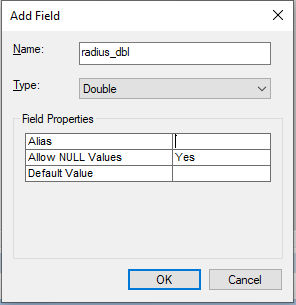 Add Field
Name: radius_dbl
Type: Double
Field Properties
Alias
Allow NULL Values Yes
Default Value
OK Cancel